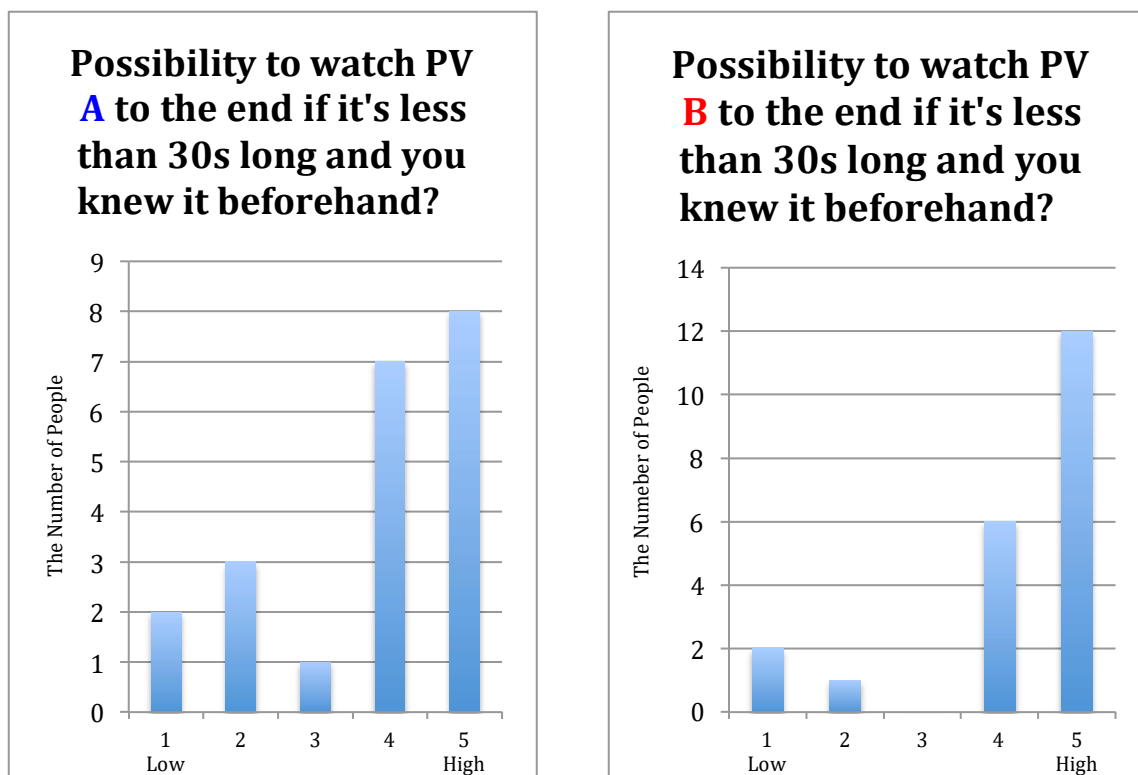 Possibility to watch PV
A to the end if it's less
than 30s long and you
knew it beforehand?
The Number of People
9
8
7
6
5
4
3
2
1
0
1 2 3 4 5
Low High
Possibility to watch PV
B to the end if it's less
than 30s long and you
knew it beforehand?
The Numeber of People
14
12
10
8
6
4
2
0
1 2 3 4 5
Low High